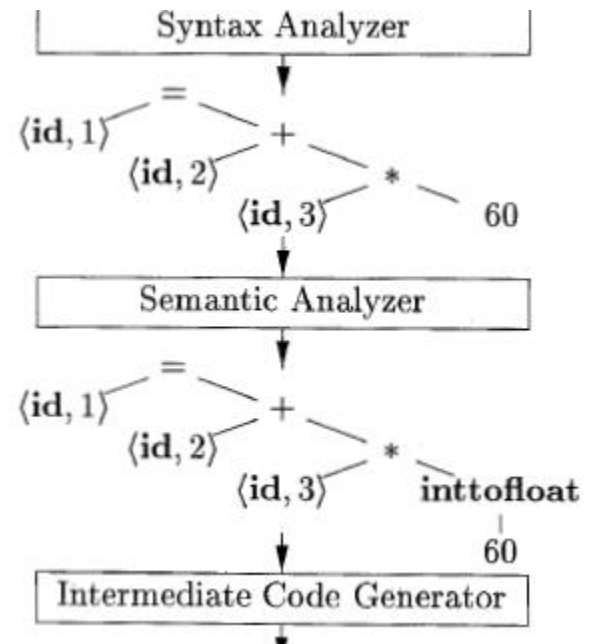 Syntax Analyzer
=
⟨id, 1⟩
+
⟨id, 2⟩
*
⟨id, 3⟩
60
Semantic Analyzer
=
⟨id, 1⟩
+
⟨id, 2⟩
*
⟨id, 3⟩
inttofloat
60
Intermediate Code Generator